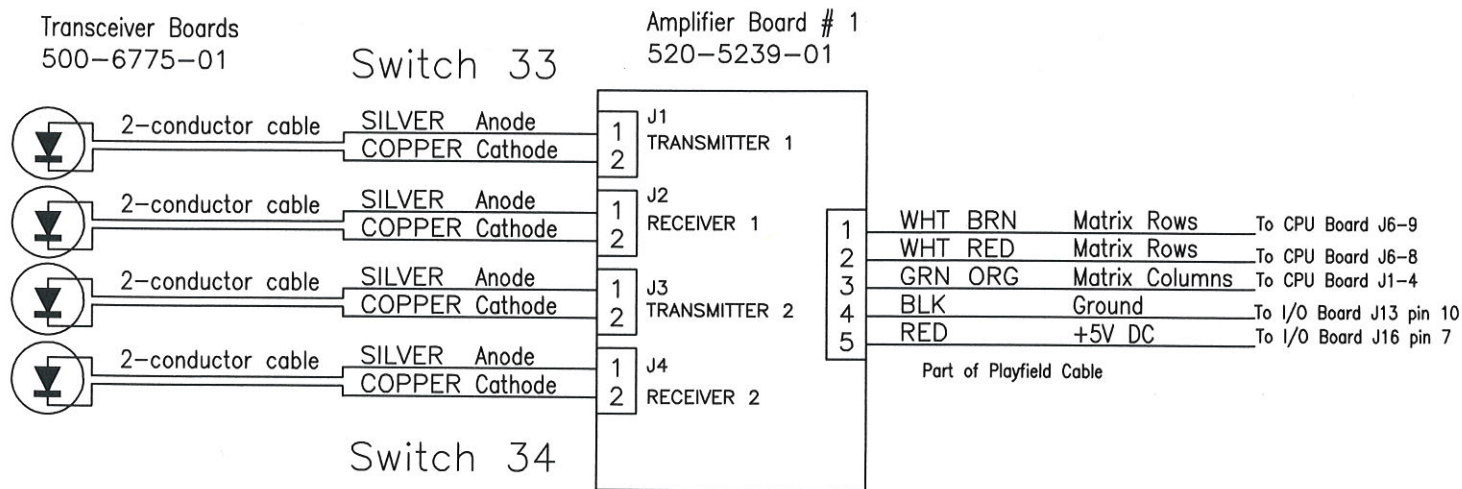 Transceiver Boards
500-6775-01
Amplifier Board # 1
520-5239-01
Switch 33
2-conductor cable SILVER Anode
COPPER Cathode
1
2
J1
TRANSMITTER 1
2-conductor cable SILVER Anode
COPPER Cathode
1
2
J2
RECEIVER 1
2-conductor cable SILVER Anode
COPPER Cathode
1
2
J3
TRANSMITTER 2
2-conductor cable SILVER Anode
COPPER Cathode
1
2
J4
RECEIVER 2
Switch 34
1 WHT BRN Matrix Rows To CPU Board J6-9
2 WHT RED Matrix Rows To CPU Board J6-8
3 GRN ORG Matrix Columns To CPU Board J1-4
4 BLK Ground To I/O Board J13 pin 10
5 RED +5V DC To I/O Board J16 pin 7
Part of Playfield Cable